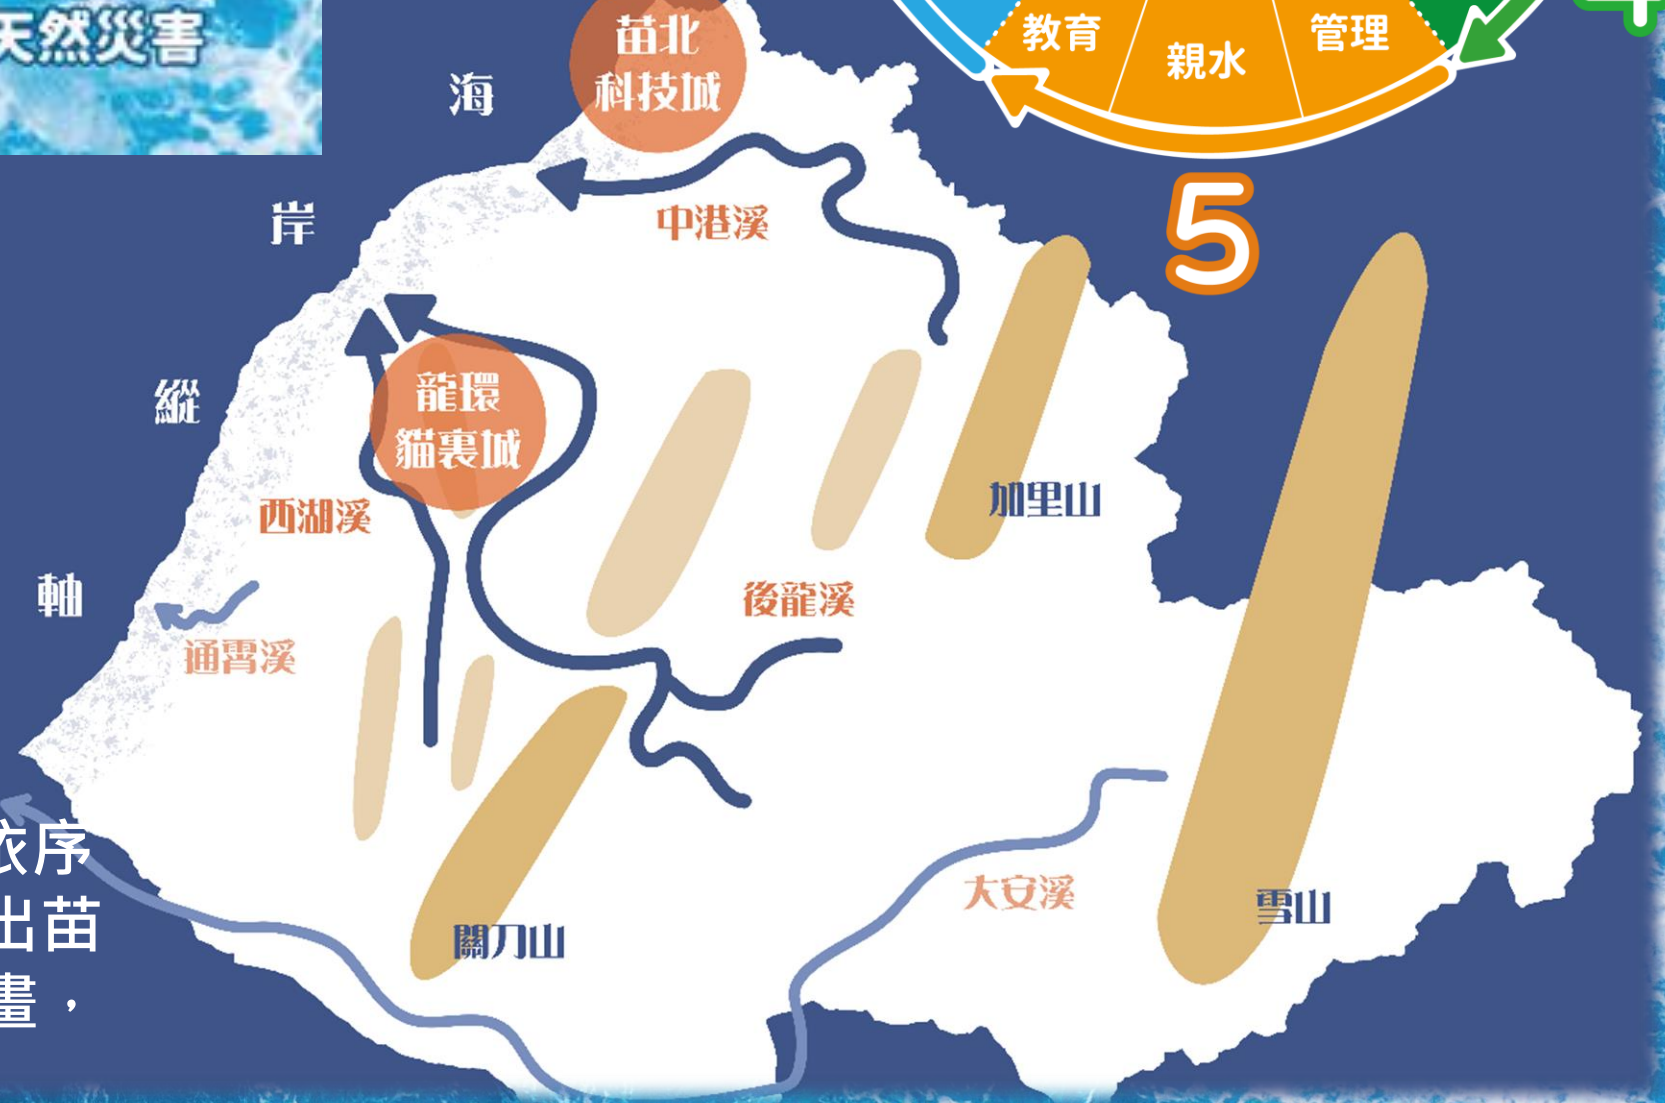 天然災害
教育
親水
管理
4
5
苗北
科技城
海
岸
縱
軸
中港溪
龍環
貓裏城
西湖溪
加里山
後龍溪
通霄溪
大安溪
雪山
關刀山
依序
出苗
畫，